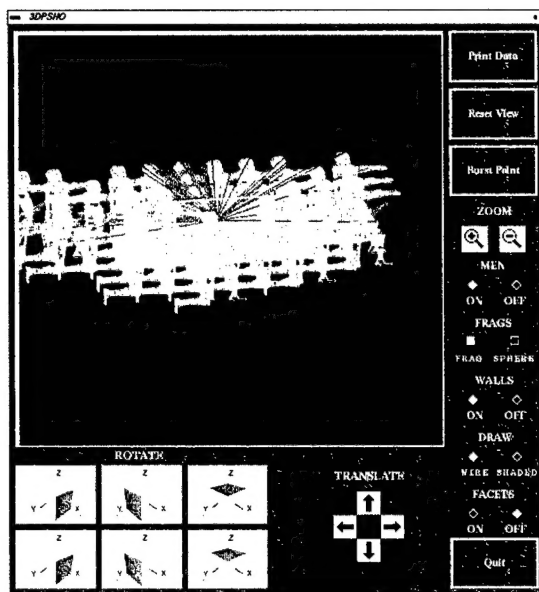 3DPSHO
Print Data
Reset View
Burst Point
ZOOM
MEN
ON OFF
FRAGS
FRAG SPHERE
WALLS
ON OFF
DRAW
WIRE SHADED
FACETS
ON OFF
Quit
ROTATE
Z Z Z
Y X Y X Y X
Z Z Z
Y X Y X Y X
TRANSLATE